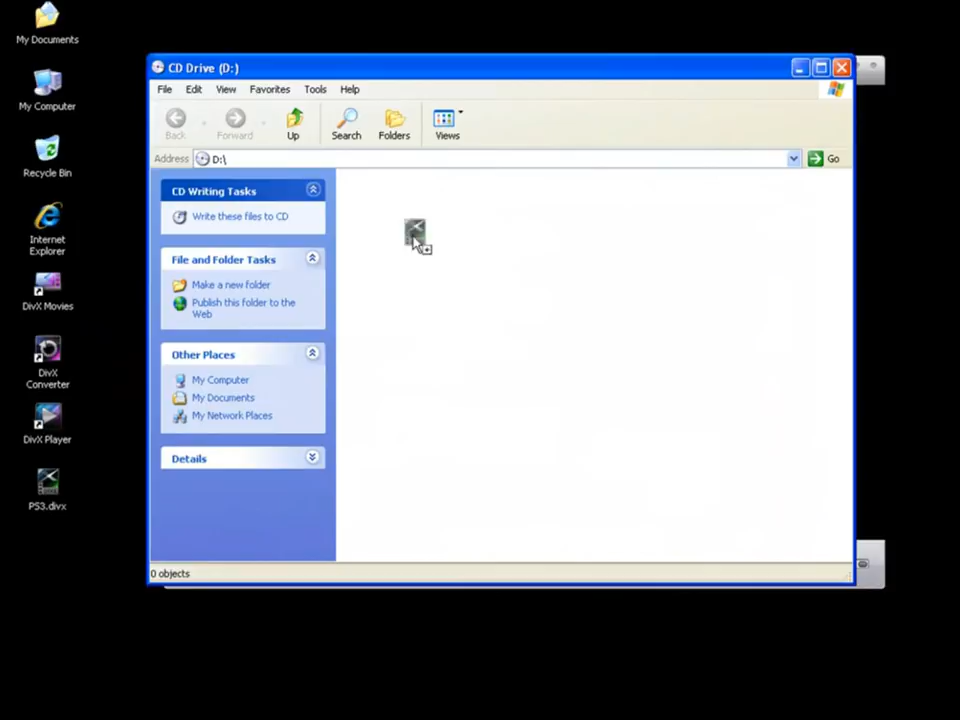 My Documents
My Computer
Recycle Bin
Internet
Explorer
DivX Movies
DivX
Converter
DivX Player
PS3.divx
CD Drive (D:)
File Edit View Favorites Tools Help
Back Forward Up Search Folders Views
Address D:\ Go
CD Writing Tasks
Write these files to CD
File and Folder Tasks
Make a new folder
Publish this folder to the
Web
Other Places
My Computer
My Documents
My Network Places
Details
0 objects